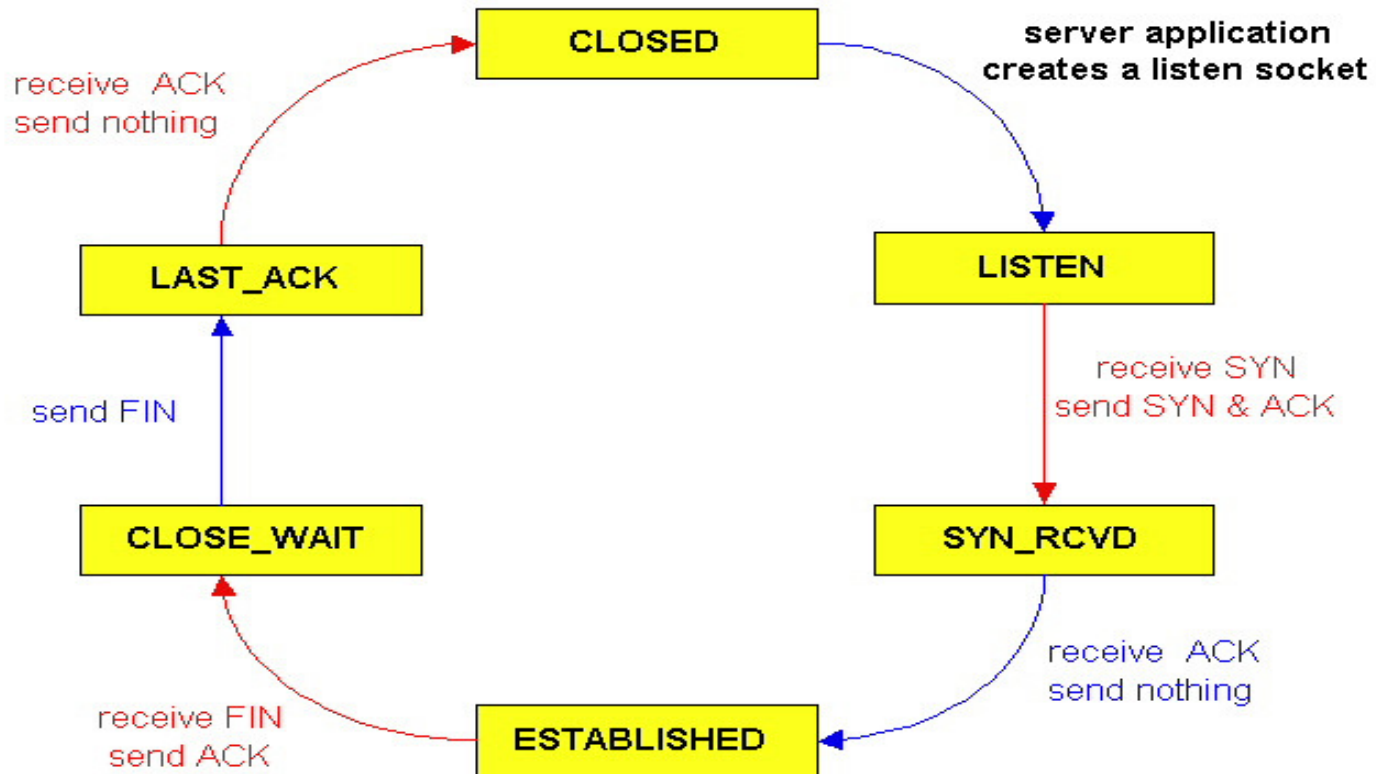 CLOSED
server application
creates a listen socket
receive ACK
send nothing
LAST_ACK
LISTEN
receive SYN
send SYN & ACK
send FIN
CLOSE_WAIT
SYN_RCVD
receive ACK
send nothing
receive FIN
send ACK
ESTABLISHED